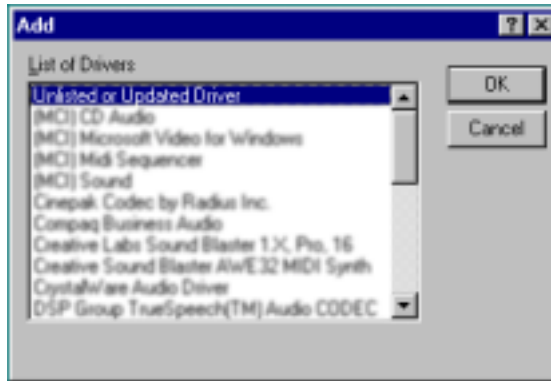 Add
List of Drivers
Unlisted or Updated Driver
(MCI) CD Audio
(MCI) Microsoft Video for Windows
(MCI) Midi Sequencer
(MCI) Sound
Cinepak Codec by Radius Inc.
Compaq Business Audio
Creative Labs Sound Blaster 1.X, Pro, 16
Creative Sound Blaster AWE32 MIDI Synth
CrystalWare Audio Driver
DSP Group TrueSpeech(TM) Audio CODEC
OK
Cancel